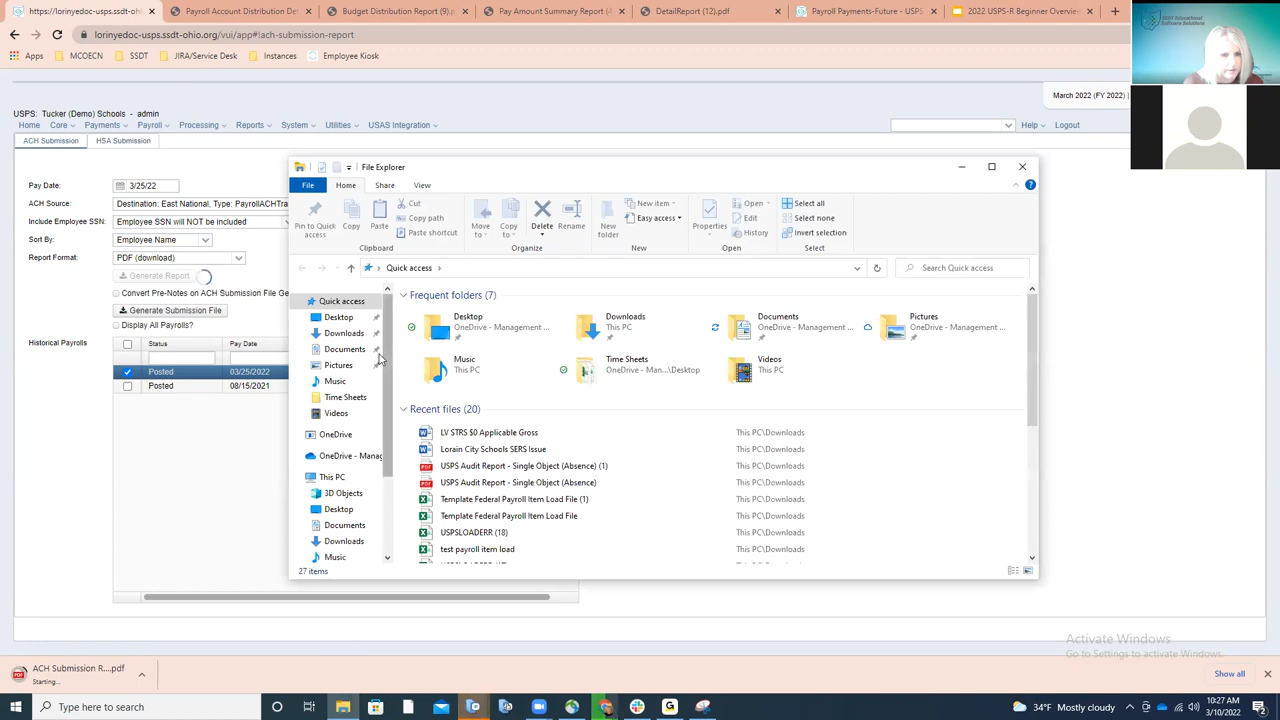 https://lorinyedoc-usps.ssdt-oh
Payroll Account Distribution Det
Budget Distribution Report (9).p
Pay Amount Summary Report (4
DetailReport (12).pdf
Payroll Payments-Future - USPS
2022 USPS-R Beginner Overview
lorinyedoc-usps.ssdt-ohio.org/ui/app#!ach-submission-report
Apps
MCOECN
SSDT
JIRA/Service Desk
Instances
Employee Kiosk
SSDT Educational
Software Solutions
March 2022 (FY 2022) |
USPS: Tucker (Demo) Schools - admin
Home Core Payments Payroll Processing Reports System Utilities USAS Integration Help Logout
ACH Submission HSA Submission
Pay Date: 3/25/22
ACH Source: Destination: East National, Type: PayrollACHTra
Include Employee SSN: Employee SSN will NOT be included
Sort By: Employee Name
Report Format: PDF (download)
Generate Report
Convert Pre-Notes on ACH Submission File Ge
Generate Submission File
Display All Payrolls?
Historical Payrolls
Status Pay Date
Posted 03/25/2022
Posted 08/15/2021
File Explorer
File Home Share View
Pin to Quick access
Copy
Paste
Cut
Copy path
Paste shortcut
Clipboard
Move to
Copy to
Delete
Rename
Organize
New folder
New item
Easy access
New
Properties
Open
Edit
History
Open
Select all
Select none
Invert selection
Select
Quick access
Search Quick access
Quick access
Desktop
Downloads
Documents
Pictures
Music
Time Sheets
Videos
OneDrive
OneDrive - Manag
This PC
3D Objects
Desktop
Documents
Downloads
Music
Frequent folders (7)
Desktop
OneDrive - Management ...
Downloads
This PC
Documents
OneDrive - Management ...
Pictures
OneDrive - Management ...
Music
This PC
Time Sheets
OneDrive - Man...\Desktop
Videos
This PC
Recent files (20)
LV STRS $0 Applicable Gross This PC\Downloads
Lorain City Schools SERS Issue This PC\Downloads
USPS Audit Report - Single Object (Absence) (1) This PC\Downloads
USPS Audit Report - Single Object (Absence) This PC\Downloads
Template Federal Payroll Item Load File (1) This PC\Downloads
Template Federal Payroll Item Load File This PC\Downloads
USPSLOADERR (18) This PC\Downloads
test payroll item load This PC\Downloads
27 items
Activate Windows
Go to Settings to activate Windows.
ACH Submission R....pdf
Starting...
Show all
Type here to search
34°F Mostly cloudy
10:27 AM
3/10/2022
2